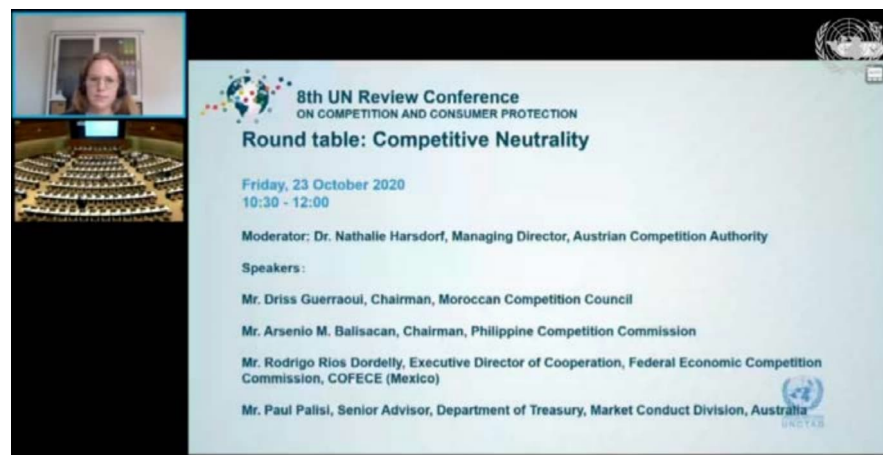 8th UN Review Conference
ON COMPETITION AND CONSUMER PROTECTION
Round table: Competitive Neutrality
Friday, 23 October 2020
10:30 - 12:00
Moderator: Dr. Nathalie Harsdorf, Managing Director, Austrian Competition Authority
Speakers:
Mr. Driss Guerraoui, Chairman, Moroccan Competition Council
Mr. Arsenio M. Balisacan, Chairman, Philippine Competition Commission
Mr. Rodrigo Rios Dordelly, Executive Director of Cooperation, Federal Economic Competition
Commission, COFECE (Mexico)
Mr. Paul Palisi, Senior Advisor, Department of Treasury, Market Conduct Division, Australia
UNCTAD